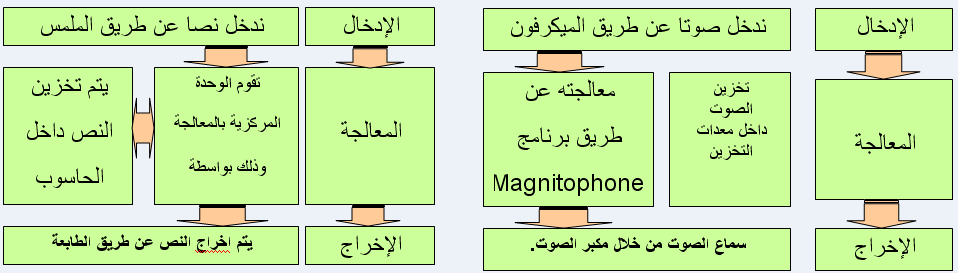 الإدخال
ندخل صوتا عن طريق الميكرفون
المعالجة
تخزين
الصوت
داخل معدات
التخزين
معالجته عن
طريق برنامج
Magnitophone
الإخراج
سماع الصوت من خلال مكبر الصوت.
الإدخال
ندخل نصا عن طريق الملمس
المعالجة
تقوم الوحدة
المركزية بالمعالجة
وذلك بواسطة
يتم تخزين
النص داخل
الحاسوب
الإخراج
يتم اخراج النص عن طريق الطابعة